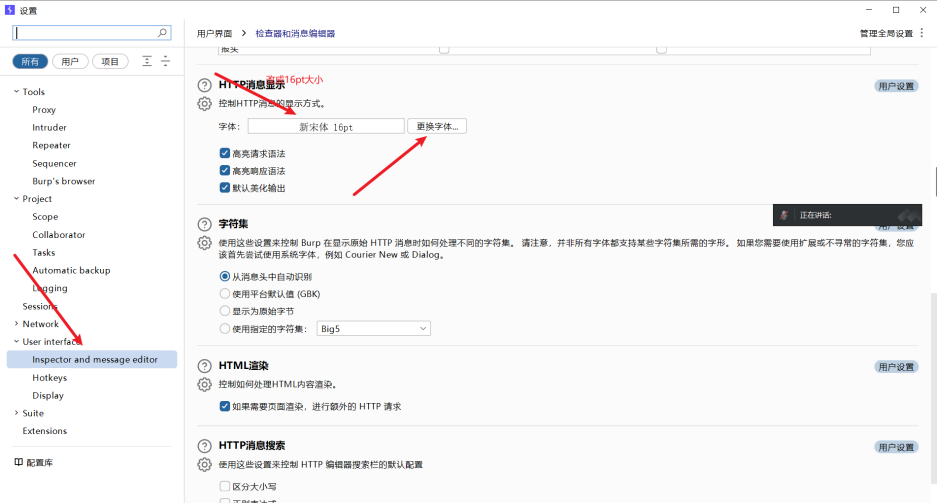 设置
用户界面 > 检查器和消息编辑器
管理全局设置
所有
用户
项目
Tools
Proxy
Intruder
Repeater
Sequencer
Burp's browser
Project
Scope
Collaborator
Tasks
Automatic backup
Logging
Sessions
Network
User interface
Inspector and message editor
Hotkeys
Display
Suite
Extensions
配置库
报头
改成16pt大小
HTTP消息显示
用户设置
控制HTTP消息的显示方式。
字体: 新宋体 16pt 更换字体...
高亮请求语法
高亮响应语法
默认美化输出
正在讲话:
字符集
用户设置
使用这些设置来控制 Burp 在显示原始 HTTP 消息时如何处理不同的字符集。 请注意，并非所有字体都支持某些字符集所需的字形。 如果您需要使用扩展或不寻常的字符集，您应
该首先尝试使用系统字体，例如 Courier New 或 Dialog。
从消息头中自动识别
使用平台默认值 (GBK)
显示为原始字节
使用指定的字符集: Big5
HTML渲染
用户设置
控制如何处理HTML内容渲染。
如果需要页面渲染，进行额外的 HTTP 请求
HTTP消息搜索
用户设置
使用这些设置来控制 HTTP 编辑器搜索栏的默认配置
区分大小写
正则表达式